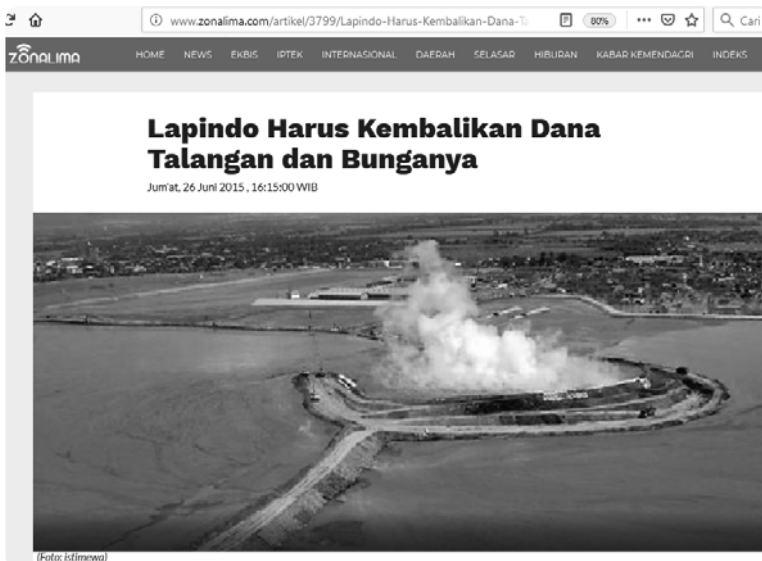 www.zonalima.com/artikel/3799/Lapindo-Harus-Kembalikan-Dana-Ta
80%
Cari
ZONALIMA
HOME NEWS EKBIS IPTEK INTERNASIONAL DAERAH SELASAR HIBURAN KABAR KEMENDAGRI INDEKS
Lapindo Harus Kembalikan Dana
Talangan dan Bunganya
Jum'at, 26 Juni 2015 , 16:15:00 WIB
(Foto: istimewa)